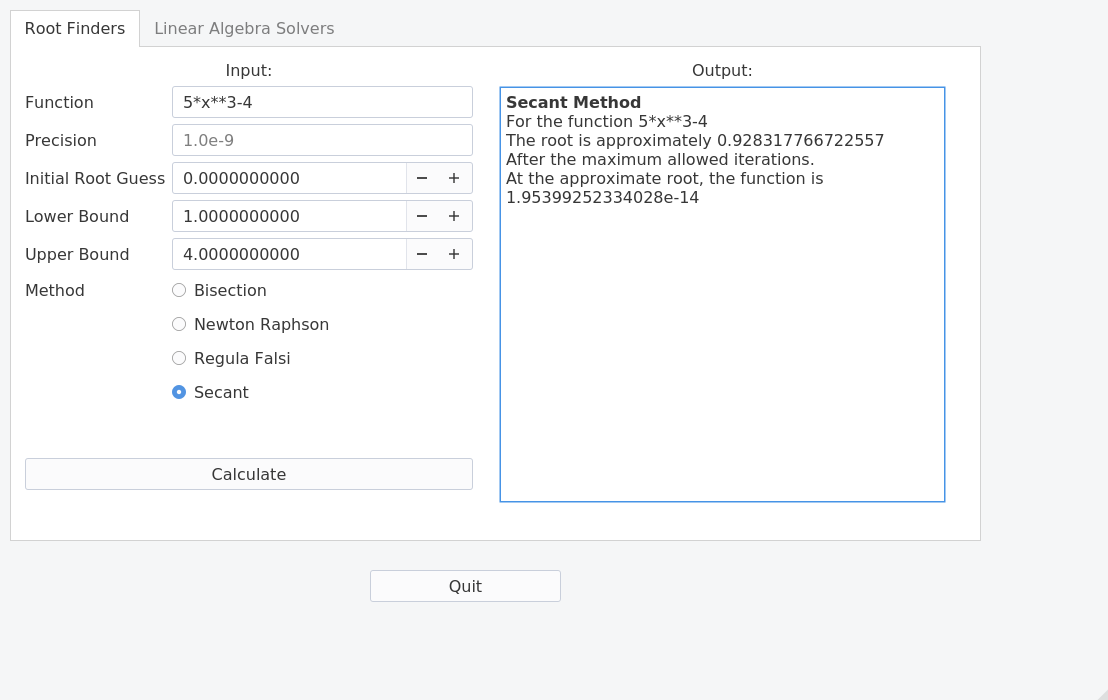 Root Finders
Linear Algebra Solvers
Input:
Function
5*x**3-4
Precision
1.0e-9
Initial Root Guess
0.0000000000
Lower Bound
1.0000000000
Upper Bound
4.0000000000
Method
Bisection
Newton Raphson
Regula Falsi
Secant
Calculate
Output:
Secant Method
For the function 5*x**3-4
The root is approximately 0.928317766722557
After the maximum allowed iterations.
At the approximate root, the function is
1.95399252334028e-14
Quit